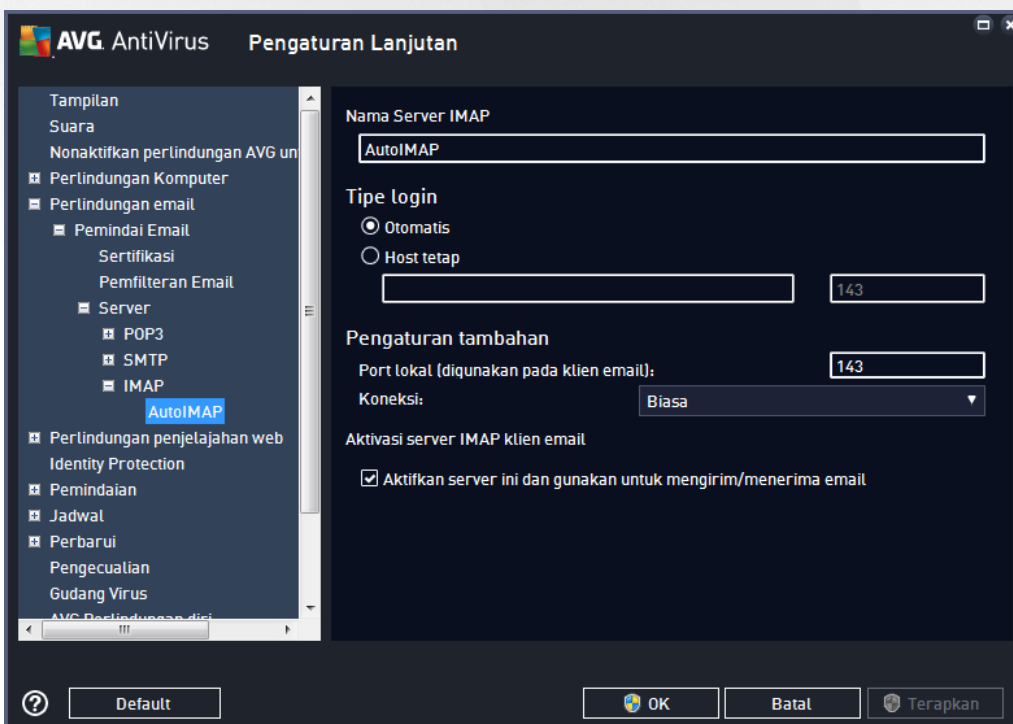 AVG AntiVirus Pengaturan Lanjutan
Tampilan
Suara
Nonaktifkan perlindungan AVG un
Perlindungan Komputer
Perlindungan email
Pemindai Email
Sertifikasi
Pemfilteran Email
Server
POP3
SMTP
IMAP
AutoIMAP
Perlindungan penjelajahan web
Identity Protection
Pemindaian
Jadwal
Perbarui
Pengecualian
Gudang Virus
AVG Perlindungan diri
Nama Server IMAP
AutoIMAP
Tipe login
Otomatis
Host tetap
143
Pengaturan tambahan
Port lokal (digunakan pada klien email): 143
Koneksi: Biasa
Aktivasi server IMAP klien email
Aktifkan server ini dan gunakan untuk mengirim/menerima email
? Default OK Batal Terapkan